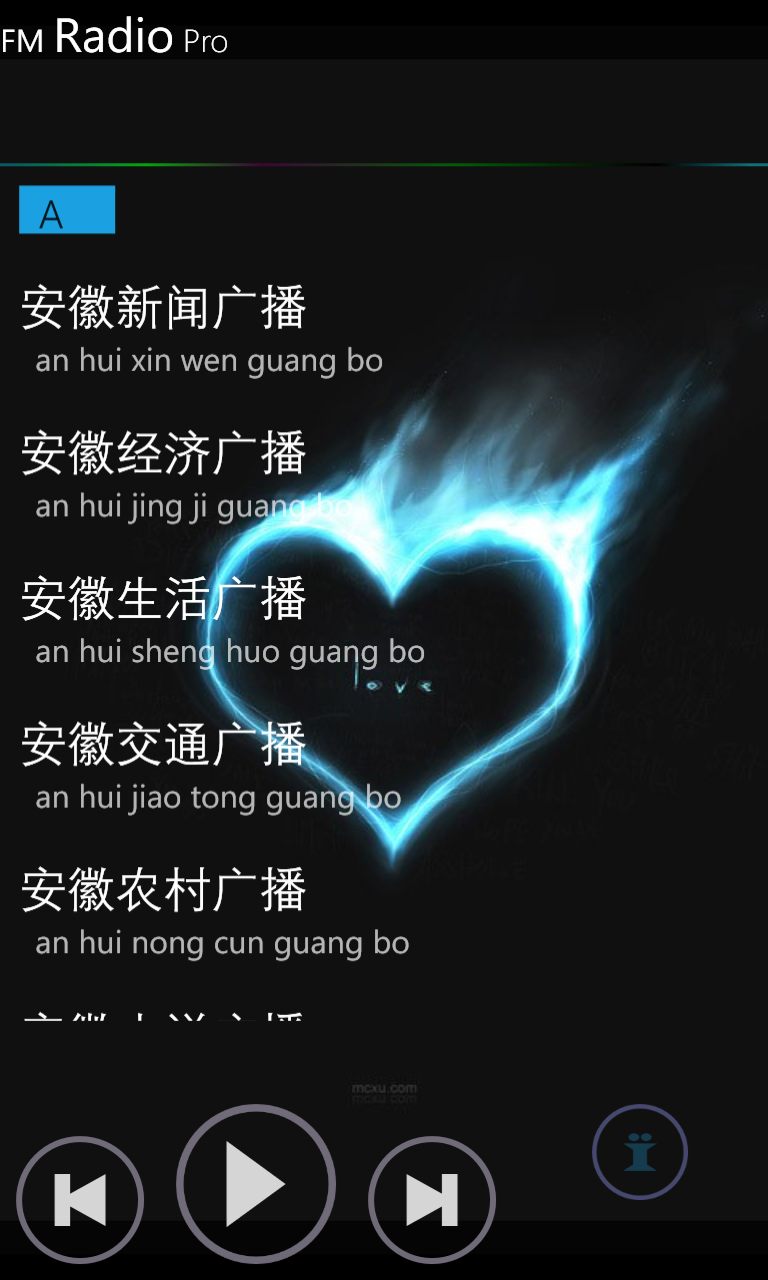 FM Radio Pro
A
安徽新闻广播
an hui xin wen guang bo
安徽经济广播
an hui jing ji guang bo
安徽生活广播
an hui sheng huo guang bo
love
安徽交通广播
an hui jiao tong guang bo
安徽农村广播
an hui nong cun guang bo
mcxu.com